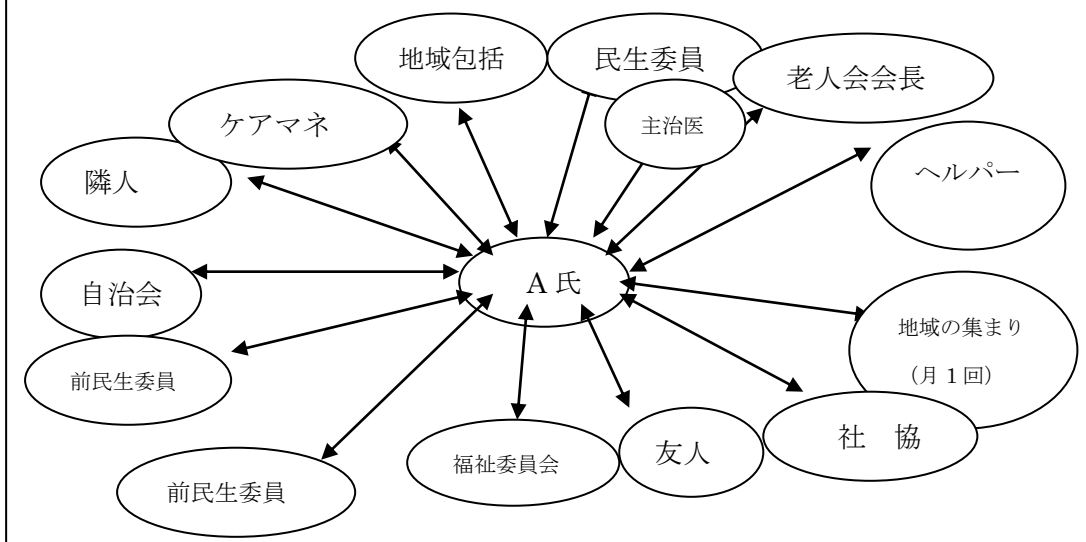 地域包括
民生委員
老人会会長
ケアマネ
主治医
隣人
ヘルパー
A 氏
自治会
地域の集まり
（月 1 回）
前民生委員
社　協
友人
福祉委員会
前民生委員